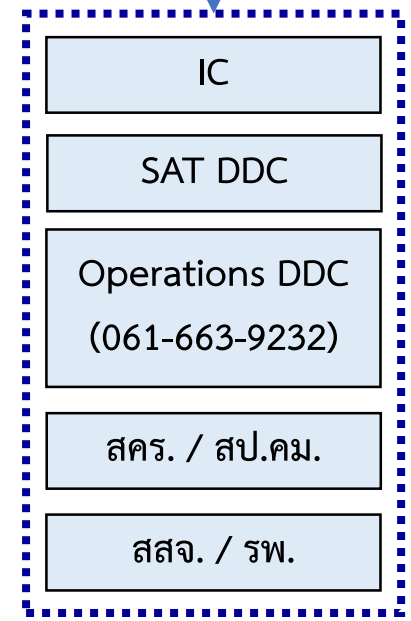 IC
SAT DDC
Operations DDC
(061-663-9232)
สคร. / สป.คม.
สสจ. / รพ.